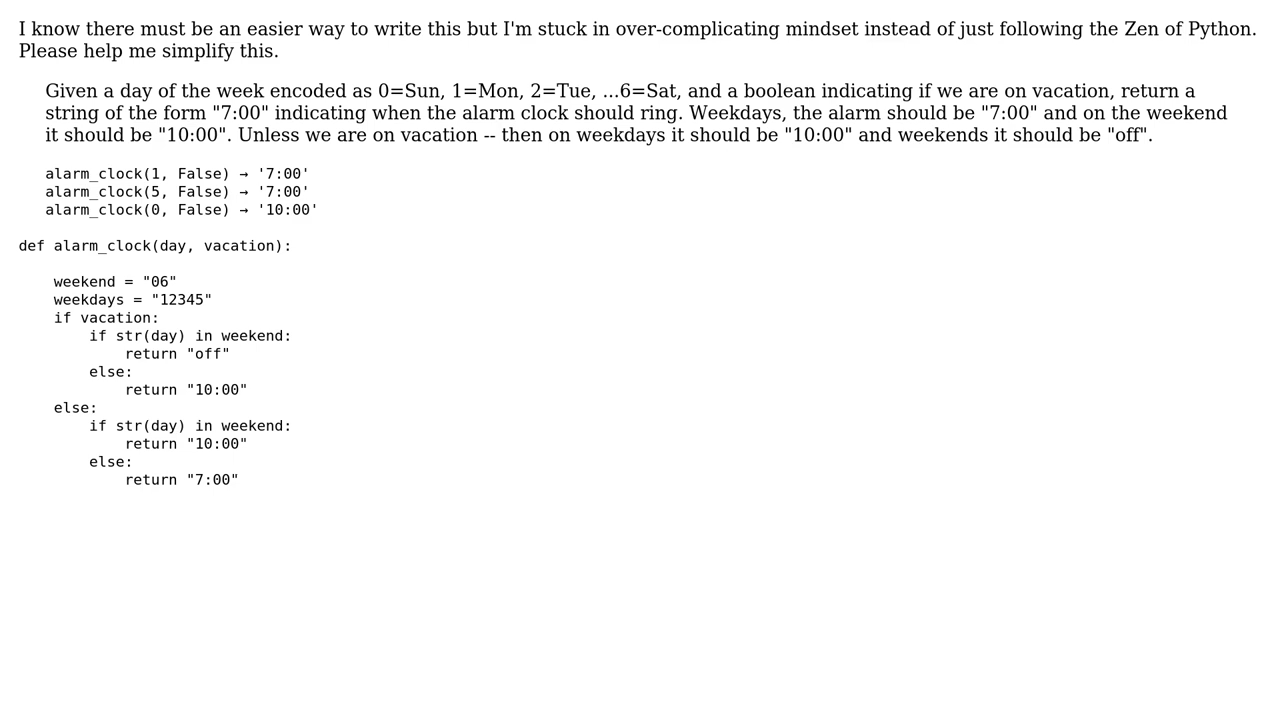 I know there must be an easier way to write this but I'm stuck in over-complicating mindset instead of just following the Zen of Python.
Please help me simplify this.
Given a day of the week encoded as 0=Sun, 1=Mon, 2=Tue, ...6=Sat, and a boolean indicating if we are on vacation, return a
string of the form "7:00" indicating when the alarm clock should ring. Weekdays, the alarm should be "7:00" and on the weekend
it should be "10:00". Unless we are on vacation -- then on weekdays it should be "10:00" and weekends it should be "off".
alarm_clock(1, False) → '7:00'
alarm_clock(5, False) → '7:00'
alarm_clock(0, False) → '10:00'
def alarm_clock(day, vacation):
    weekend = "06"
    weekdays = "12345"
    if vacation:
        if str(day) in weekend:
            return "off"
        else:
            return "10:00"
    else:
        if str(day) in weekend:
            return "10:00"
        else:
            return "7:00"